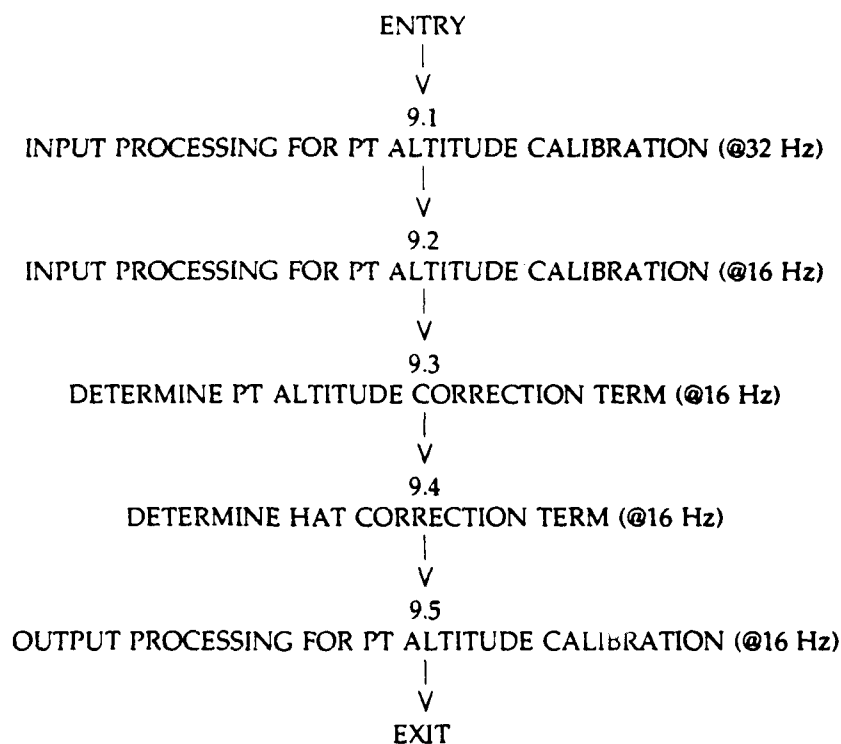 ENTRY
|
V
9.1
INPUT PROCESSING FOR PT ALTITUDE CALIBRATION (@32 Hz)
|
V
9.2
INPUT PROCESSING FOR PT ALTITUDE CALIBRATION (@16 Hz)
|
V
9.3
DETERMINE PT ALTITUDE CORRECTION TERM (@16 Hz)
|
V
9.4
DETERMINE HAT CORRECTION TERM (@16 Hz)
|
V
9.5
OUTPUT PROCESSING FOR PT ALTITUDE CALIBRATION (@16 Hz)
|
V
EXIT